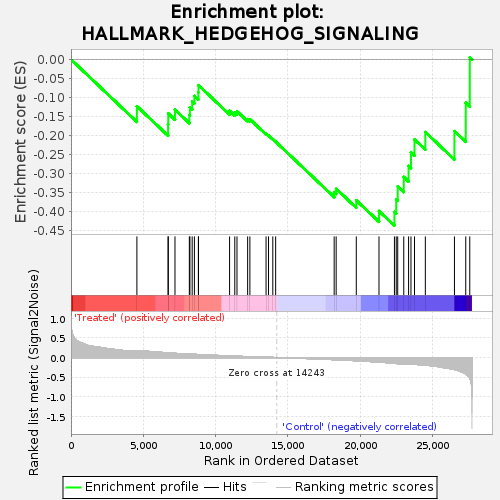 Enrichment plot:
HALLMARK_HEDGEHOG_SIGNALING
Enrichment score (ES)
0.00
-0.05
-0.10
-0.15
-0.20
-0.25
-0.30
-0.35
-0.40
-0.45
'Treated' (positively correlated)
Ranked list metric (Signal2Noise)
1.0
0.5
0.0
-0.5
-1.0
-1.5
Zero cross at 14243
'Control' (negatively correlated)
0
5,000
10,000
15,000
20,000
25,000
Rank in Ordered Dataset
Enrichment profile
Hits
Ranking metric scores